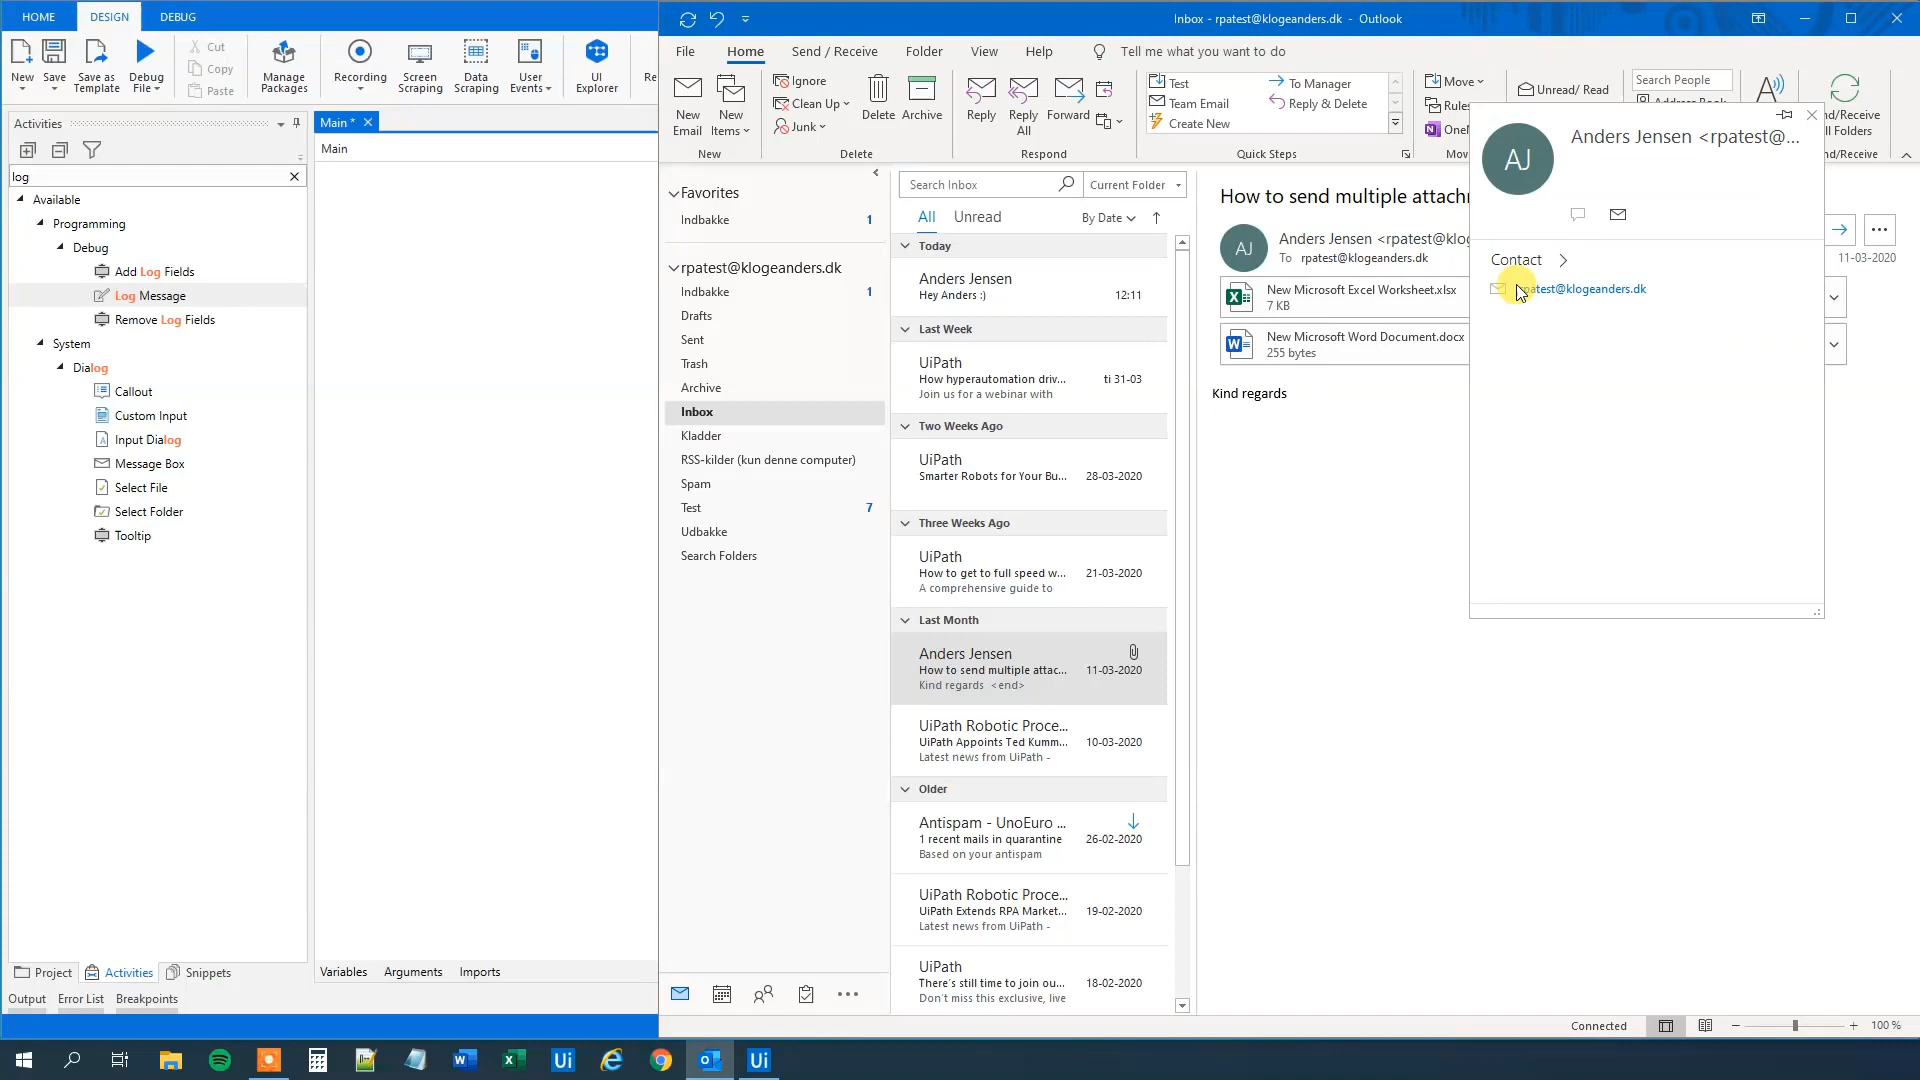 HOME
DESIGN
DEBUG
New
Save
Save as
Template
Debug
File
Cut
Copy
Paste
Manage
Packages
Recording
Screen
Scraping
Data
Scraping
User
Events
UI
Explorer
Re
Activities
log
Available
Programming
Debug
Add Log Fields
Log Message
Remove Log Fields
System
Dialog
Callout
Custom Input
Input Dialog
Message Box
Select File
Select Folder
Tooltip
Project
Activities
Snippets
Output
Error List
Breakpoints
Main *
Main
Variables
Arguments
Imports
Inbox - rpatest@klogeanders.dk - Outlook
File
Home
Send / Receive
Folder
View
Help
Tell me what you want to do
New
Email
New
Items
New
Ignore
Clean Up
Junk
Delete
Archive
Delete
Reply
Reply
All
Forward
Respond
Test
Team Email
Create New
To Manager
Reply & Delete
Quick Steps
Move
Rules
OneN
Mov
Unread/ Read
Search People
Address Book
nd/Receive
ll Folders
nd/Receive
Favorites
Indbakke 1
rpatest@klogeanders.dk
Indbakke 1
Drafts
Sent
Trash
Archive
Inbox
Kladder
RSS-kilder (kun denne computer)
Spam
Test 7
Udbakke
Search Folders
Search Inbox
Current Folder
All
Unread
By Date
Today
Anders Jensen
Hey Anders :) 12:11
Last Week
UiPath
How hyperautomation driv... ti 31-03
Join us for a webinar with
Two Weeks Ago
UiPath
Smarter Robots for Your Bu... 28-03-2020
Three Weeks Ago
UiPath
How to get to full speed w... 21-03-2020
A comprehensive guide to
Last Month
Anders Jensen
How to send multiple attac... 11-03-2020
Kind regards <end>
UiPath Robotic Proce...
UiPath Appoints Ted Kumm... 10-03-2020
Latest news from UiPath -
Older
Antispam - UnoEuro ...
1 recent mails in quarantine 26-02-2020
Based on your antispam
UiPath Robotic Proce...
UiPath Extends RPA Market... 19-02-2020
Latest news from UiPath -
UiPath
There's still time to join ou... 18-02-2020
Don't miss this exclusive, live
How to send multiple attachr
AJ
Anders Jensen <rpatest@klog
To rpatest@klogeanders.dk
11-03-2020
New Microsoft Excel Worksheet.xlsx
7 KB
New Microsoft Word Document.docx
255 bytes
Kind regards
AJ
Anders Jensen <rpatest@...
Contact
rpatest@klogeanders.dk
Connected
100 %
Ui
Ui